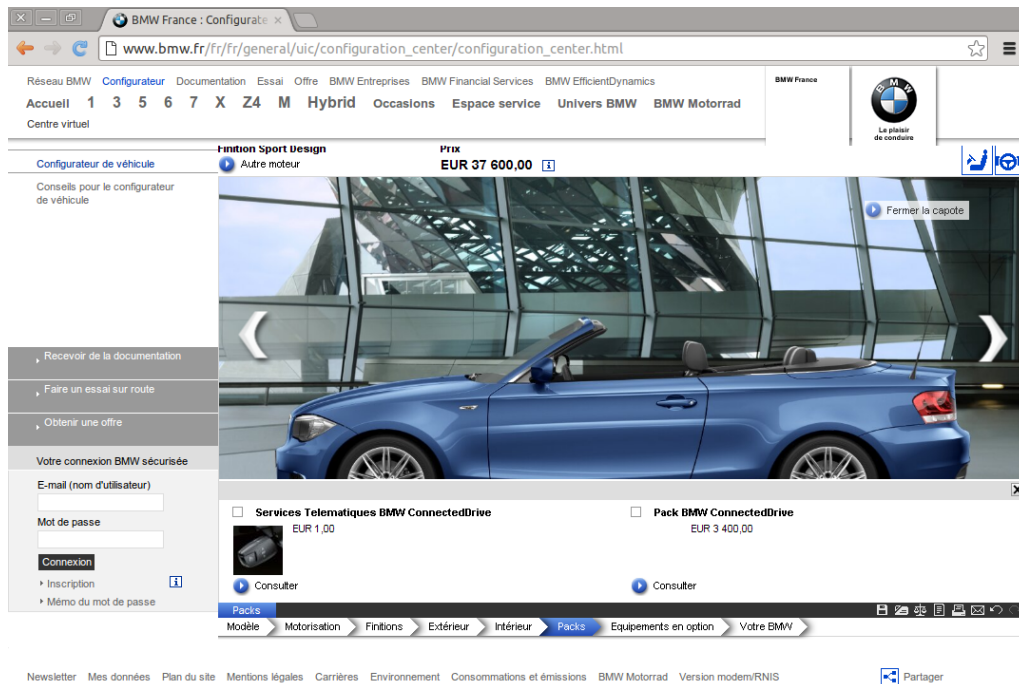 BMW France : Configurate
www.bmw.fr/fr/fr/general/uic/configuration_center/configuration_center.html
Réseau BMW Configurateur Documentation Essai Offre BMW Entreprises BMW Financial Services BMW EfficientDynamics
BMW France
Accueil 1 3 5 6 7 X Z4 M Hybrid Occasions Espace service Univers BMW BMW Motorrad
Centre virtuel
BMW
Le plaisir
de conduire
Configurateur de véhicule
Conseils pour le configurateur
de véhicule
Finition Sport Design Prix
Autre moteur EUR 37 600,00 i
Fermer la capote
Recevoir de la documentation
Faire un essai sur route
Obtenir une offre
Votre connexion BMW sécurisée
E-mail (nom d'utilisateur)
Mot de passe
Connexion
Inscription i
Mémo du mot de passe
Services Telematiques BMW ConnectedDrive
EUR 1,00
Consulter
Pack BMW ConnectedDrive
EUR 3 400,00
Consulter
Packs
Modèle Motorisation Finitions Extérieur Intérieur Packs Equipements en option Votre BMW
Newsletter Mes données Plan du site Mentions légales Carrières Environnement Consommations et émissions BMW Motorrad Version modem/RNIS Partager